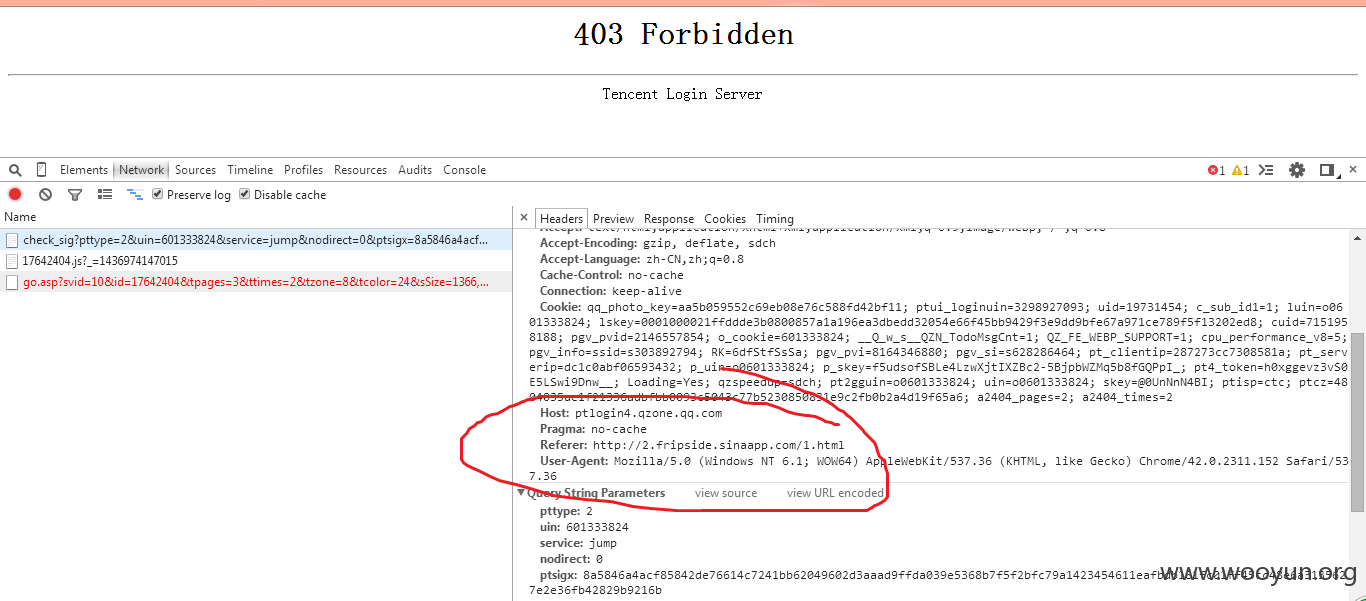 403 Forbidden
Tencent Login Server
Elements Network Sources Timeline Profiles Resources Audits Console
1 1
Preserve log Disable cache
Name
× Headers Preview Response Cookies Timing
check_sig?pttype=2&uin=601333824&service=jump&nodirect=0&ptsigx=8a5846a4acf...
17642404.js?_=1436974147015
go.asp?svid=10&id=17642404&tpages=3&ttimes=2&tzone=8&tcolor=24&sSize=1366,...
Accept-Encoding: gzip, deflate, sdch
Accept-Language: zh-CN,zh;q=0.8
Cache-Control: no-cache
Connection: keep-alive
Cookie: qq_photo_key=aa5b059552c69eb08e76c588fd42bf11; ptui_loginuin=3298927093; uid=19731454; c_sub_id1=1; luin=o06
01333824; lskey=0001000021ffddde3b0800857a1a196ea3dbedd32054e66f45bb9429f3e9dd9bfe67a971ce789f5f13202ed8; cuid=715195
8188; pgv_pvid=2146557854; o_cookie=601333824; __Q_w_s__QZN_TodoMsgCnt=1; QZ_FE_WEBP_SUPPORT=1; cpu_performance_v8=5;
pgv_info=ssid=s303892794; RK=6dfStfSsSa; pgv_pvi=8164346880; pgv_si=s628286464; pt_clientip=287273cc7308581a; pt_serv
erip=dc1c0abf06593432; p_uin=o0601333824; p_skey=f5udsofSBLe4LzwXjtIXZBc2-5BjpbWZMq5b8fGQPpI_; pt4_token=h0xggevz3vS0
E5LSwi9Dnw__; Loading=Yes; qzspeedup=sdch; pt2gguin=o0601333824; uin=o0601333824; skey=@0UnNnN4BI; ptisp=ctc; ptcz=48
a2404_pages=2; a2404_times=2
Host: ptlogin4.qzone.qq.com
Pragma: no-cache
Referer: http://2.fripside.sinaapp.com/1.html
User-Agent: Mozilla/5.0 (Windows NT 6.1; WOW64) AppleWebKit/537.36 (KHTML, like Gecko) Chrome/42.0.2311.152 Safari/53
7.36
Query String Parameters view source view URL encoded
pttype: 2
uin: 601333824
service: jump
nodirect: 0
ptsigx:
7e2e36fb42829b9216b
www.wooyun.org